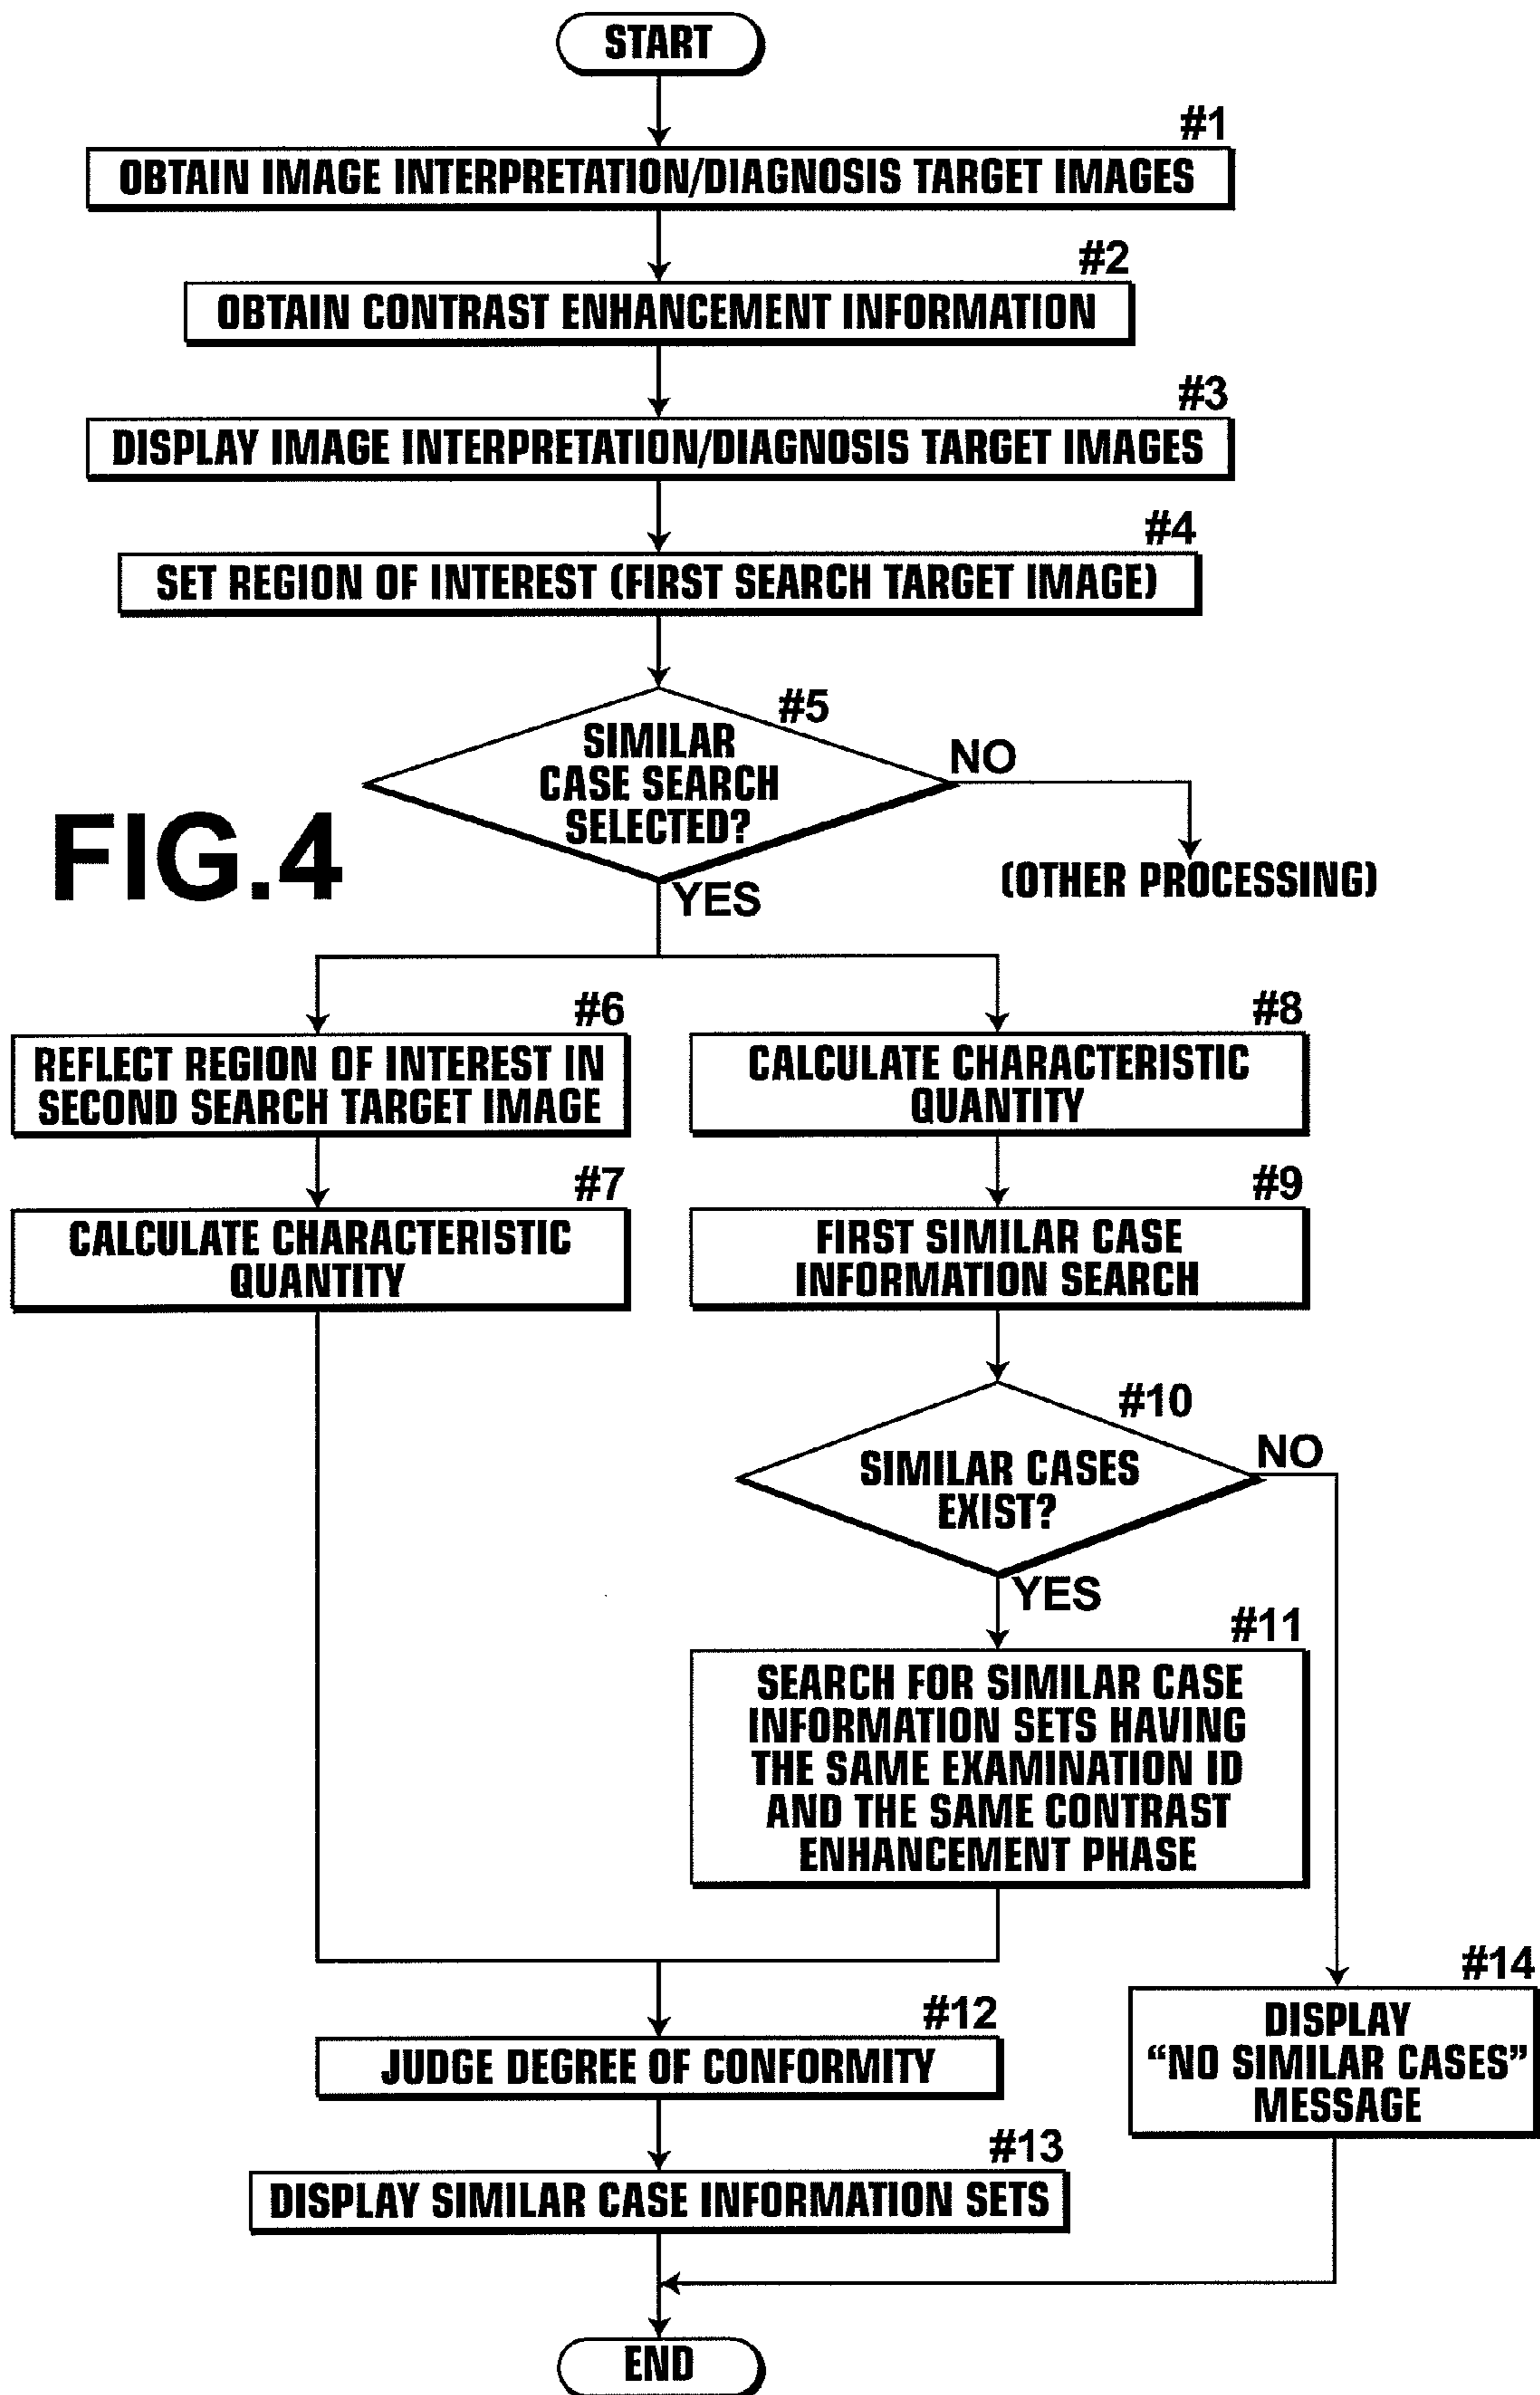 START
#1
OBTAIN IMAGE INTERPRETATION/DIAGNOSIS TARGET IMAGES
#2
OBTAIN CONTRAST ENHANCEMENT INFORMATION
#3
DISPLAY IMAGE INTERPRETATION/DIAGNOSIS TARGET IMAGES
#4
SET REGION OF INTEREST (FIRST SEARCH TARGET IMAGE)
#5
SIMILAR
CASE SEARCH
SELECTED?
NO
(OTHER PROCESSING)
FIG.4
YES
#6
REFLECT REGION OF INTEREST IN
SECOND SEARCH TARGET IMAGE
#7
CALCULATE CHARACTERISTIC
QUANTITY
#8
CALCULATE CHARACTERISTIC
QUANTITY
#9
FIRST SIMILAR CASE
INFORMATION SEARCH
#10
SIMILAR CASES
EXIST?
NO
YES
#11
SEARCH FOR SIMILAR CASE
INFORMATION SETS HAVING
THE SAME EXAMINATION ID
AND THE SAME CONTRAST
ENHANCEMENT PHASE
#12
JUDGE DEGREE OF CONFORMITY
#14
DISPLAY
“NO SIMILAR CASES”
MESSAGE
#13
DISPLAY SIMILAR CASE INFORMATION SETS
END